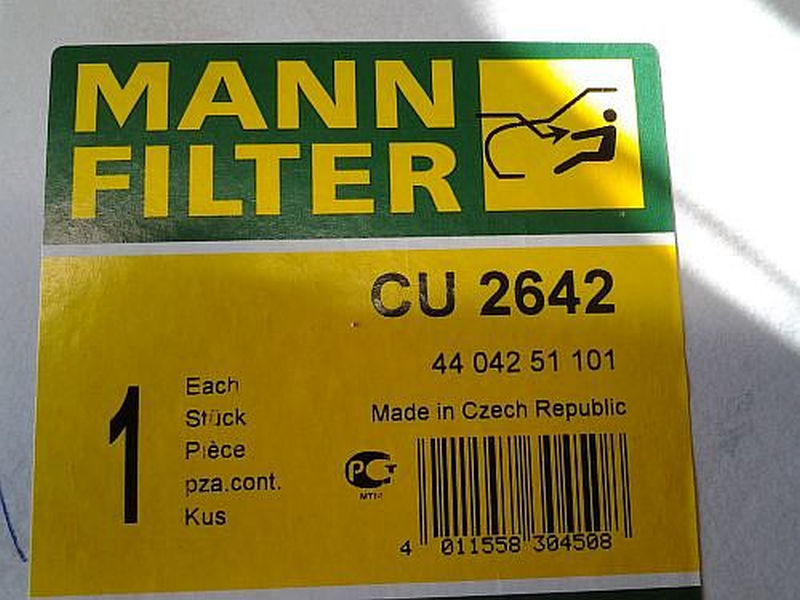 MANN
FILTER
CU 2642
44 042 51 101
Made in Czech Republic
1
Each
Stück
Pièce
pza.cont.
Kus
PCT
4 011558 304508